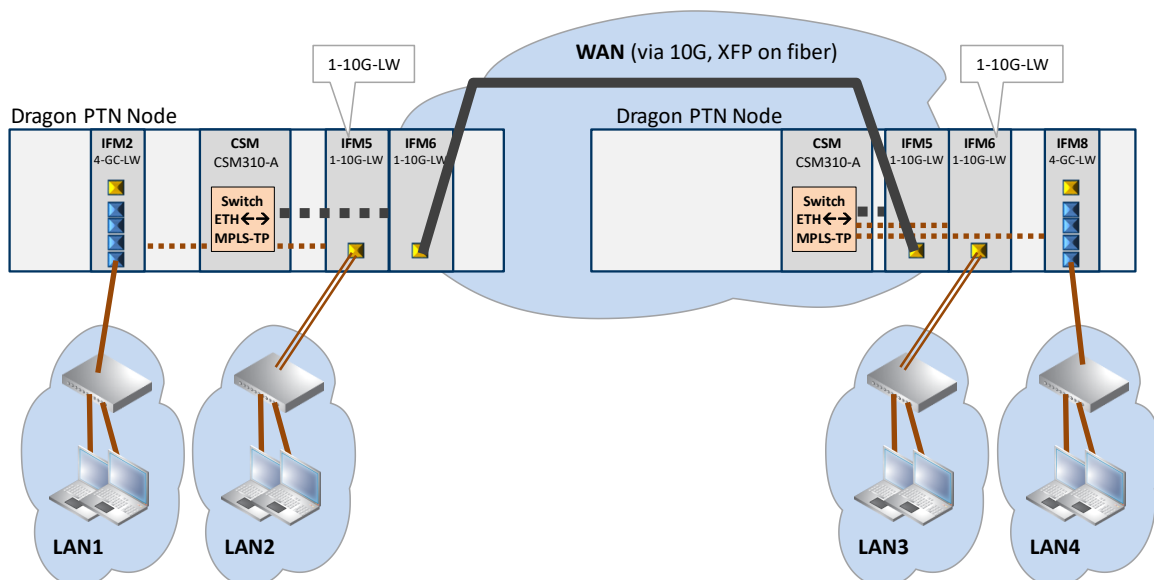 WAN (via 10G, XFP on fiber)
1-10G-LW
1-10G-LW
Dragon PTN Node
IFM2
4-GC-LW
CSM
CSM310-A
Switch
ETH
MPLS-TP
IFM5
1-10G-LW
IFM6
1-10G-LW
Dragon PTN Node
CSM
CSM310-A
Switch
ETH
MPLS-TP
IFM5
1-10G-LW
IFM6
1-10G-LW
IFM8
4-GC-LW
LAN1
LAN2
LAN3
LAN4